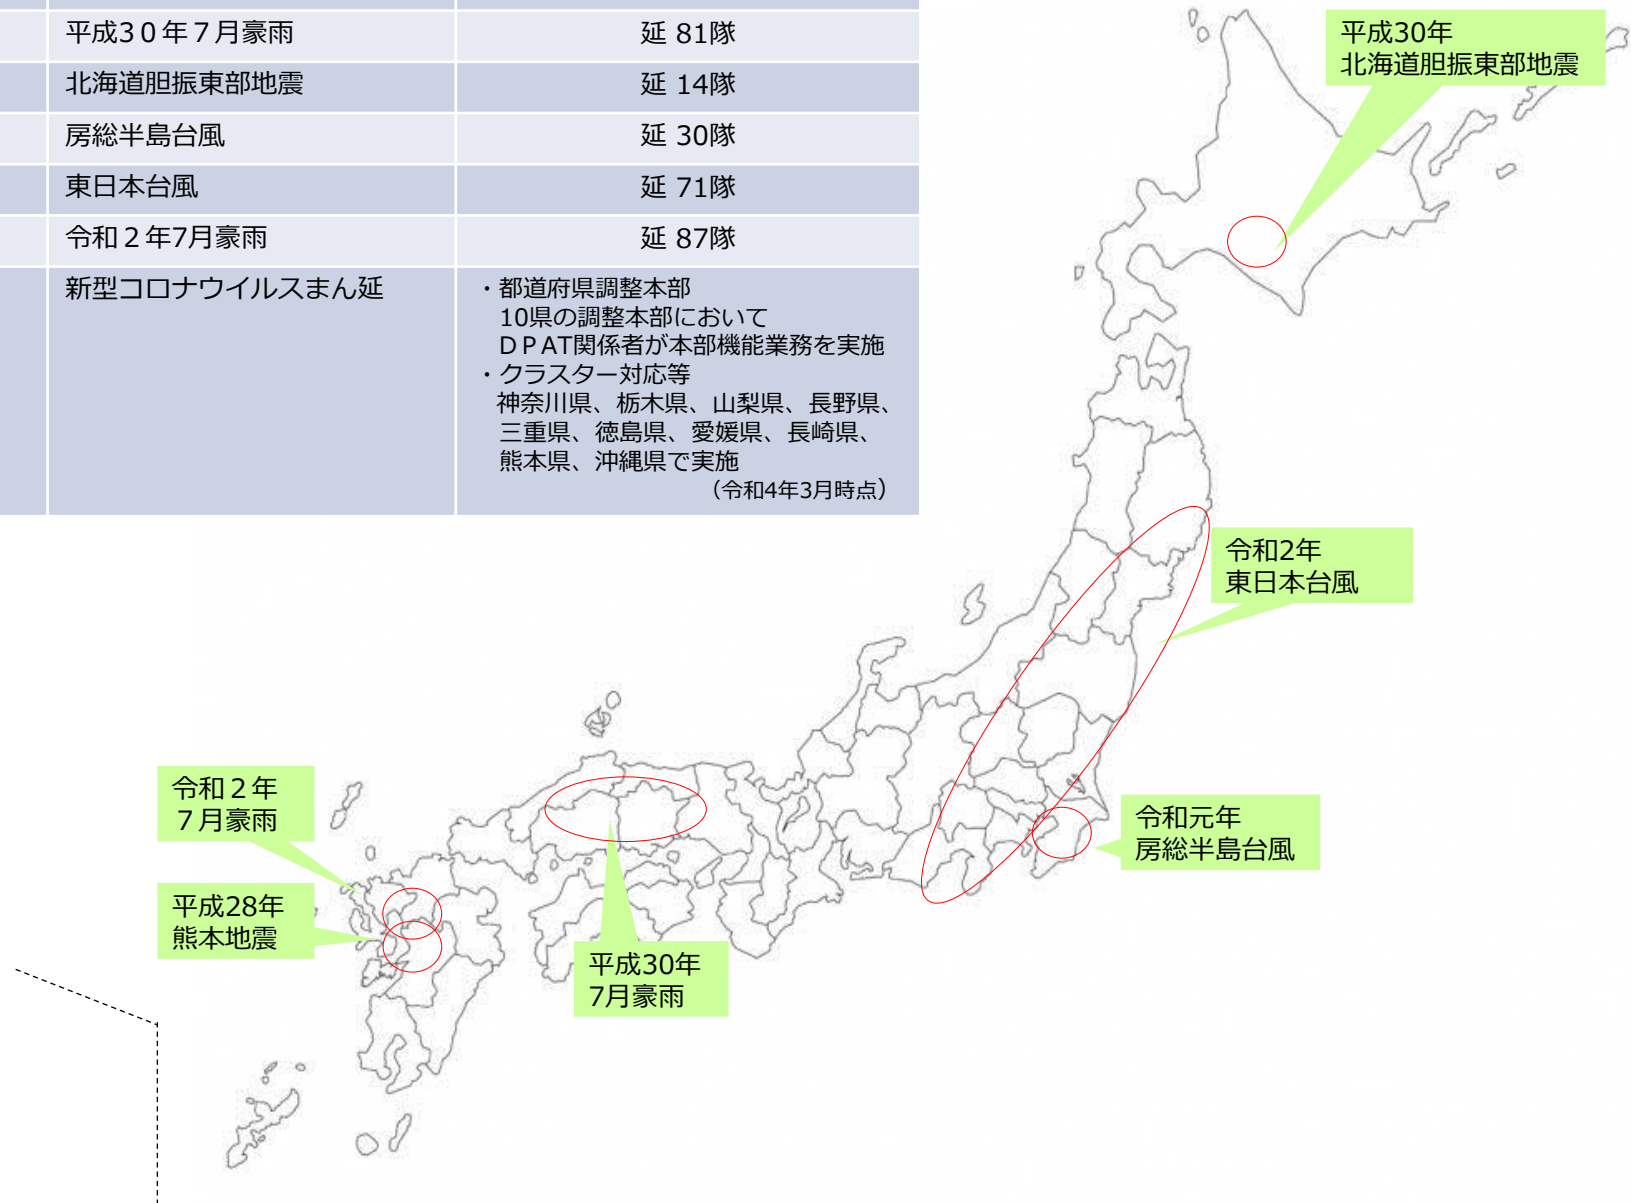 平成３０年７月豪雨
延 81隊
北海道胆振東部地震
延 14隊
房総半島台風
延 30隊
東日本台風
延 71隊
令和２年7月豪雨
延 87隊
新型コロナウイルスまん延
・都道府県調整本部
10県の調整本部において
ＤＰAT関係者が本部機能業務を実施
・クラスター対応等
神奈川県、栃木県、山梨県、長野県、
三重県、徳島県、愛媛県、長崎県、
熊本県、沖縄県で実施
（令和4年3月時点）
平成30年
北海道胆振東部地震
令和2年
東日本台風
令和元年
房総半島台風
令和２年
７月豪雨
平成28年
熊本地震
平成30年
7月豪雨